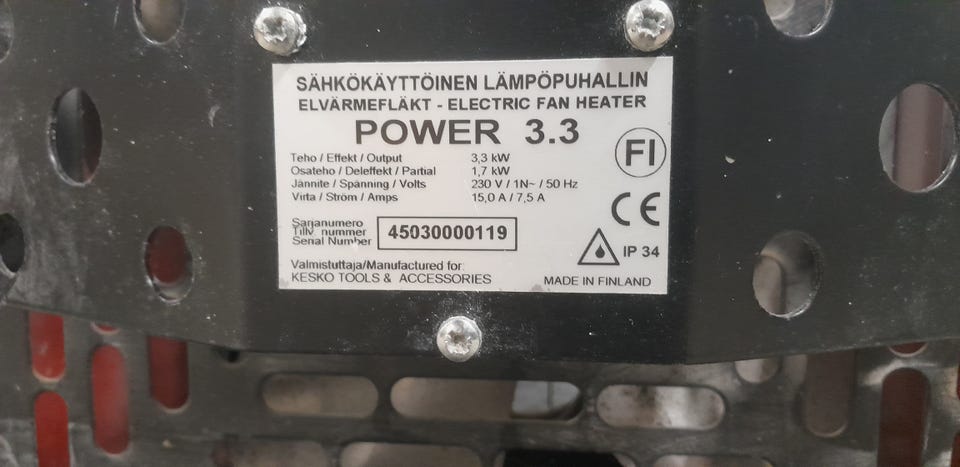 SÄHKÖKÄYTTÖINEN LÄMPÖPUHALLIN
ELVÄRMEFLÄKT - ELECTRIC FAN HEATER
POWER 3.3
Teho / Effekt / Output 3,3 kW
Osateho / Deleffekt / Partial 1,7 kW
Jännite / Spänning / Volts 230 V / 1N~ / 50 Hz
Virta / Ström / Amps 15,0 A / 7,5 A
FI
CE
Sarjanumero
Tillv. nummer
Serial Number
45030000119
IP 34
Valmistuttaja/Manufactured for:
KESKO TOOLS & ACCESSORIES
MADE IN FINLAND